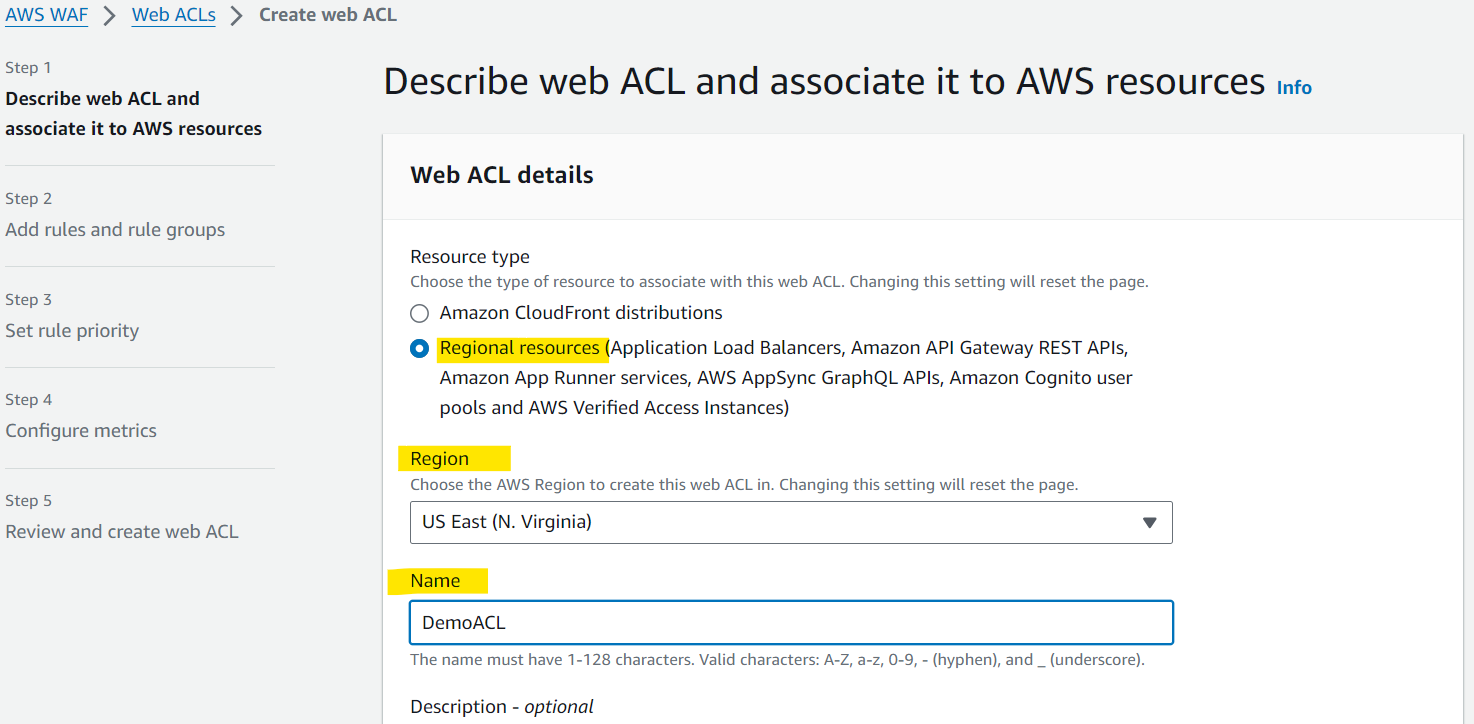 AWS WAF > Web ACLs > Create web ACL
Step 1
Describe web ACL and
associate it to AWS resources
Step 2
Add rules and rule groups
Step 3
Set rule priority
Step 4
Configure metrics
Step 5
Review and create web ACL
Describe web ACL and associate it to AWS resources Info
Web ACL details
Resource type
Choose the type of resource to associate with this web ACL. Changing this setting will reset the page.
Amazon CloudFront distributions
Regional resources (Application Load Balancers, Amazon API Gateway REST APIs,
Amazon App Runner services, AWS AppSync GraphQL APIs, Amazon Cognito user
pools and AWS Verified Access Instances)
Region
Choose the AWS Region to create this web ACL in. Changing this setting will reset the page.
US East (N. Virginia)
Name
DemoACL
The name must have 1-128 characters. Valid characters: A-Z, a-z, 0-9, - (hyphen), and _ (underscore).
Description - optional